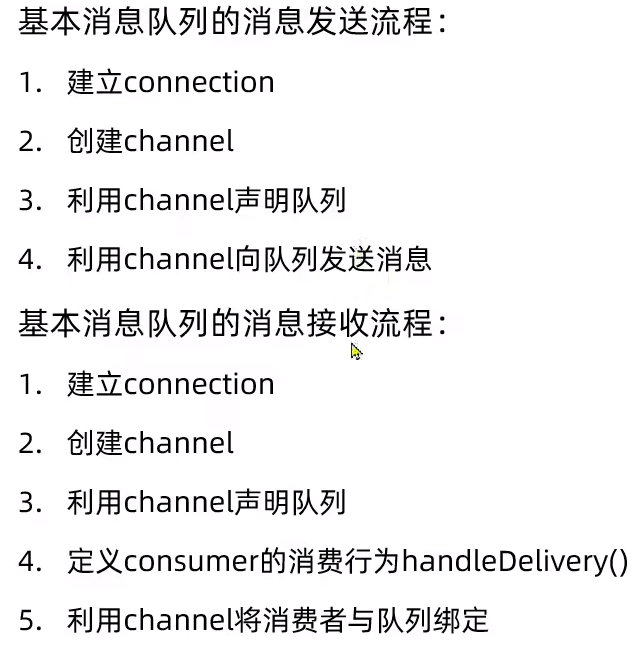 基本消息队列的消息发送流程：
1. 建立connection
2. 创建channel
3. 利用channel声明队列
4. 利用channel向队列发送消息
基本消息队列的消息接收流程：
1. 建立connection
2. 创建channel
3. 利用channel声明队列
4. 定义consumer的消费行为handleDelivery()
5. 利用channel将消费者与队列绑定